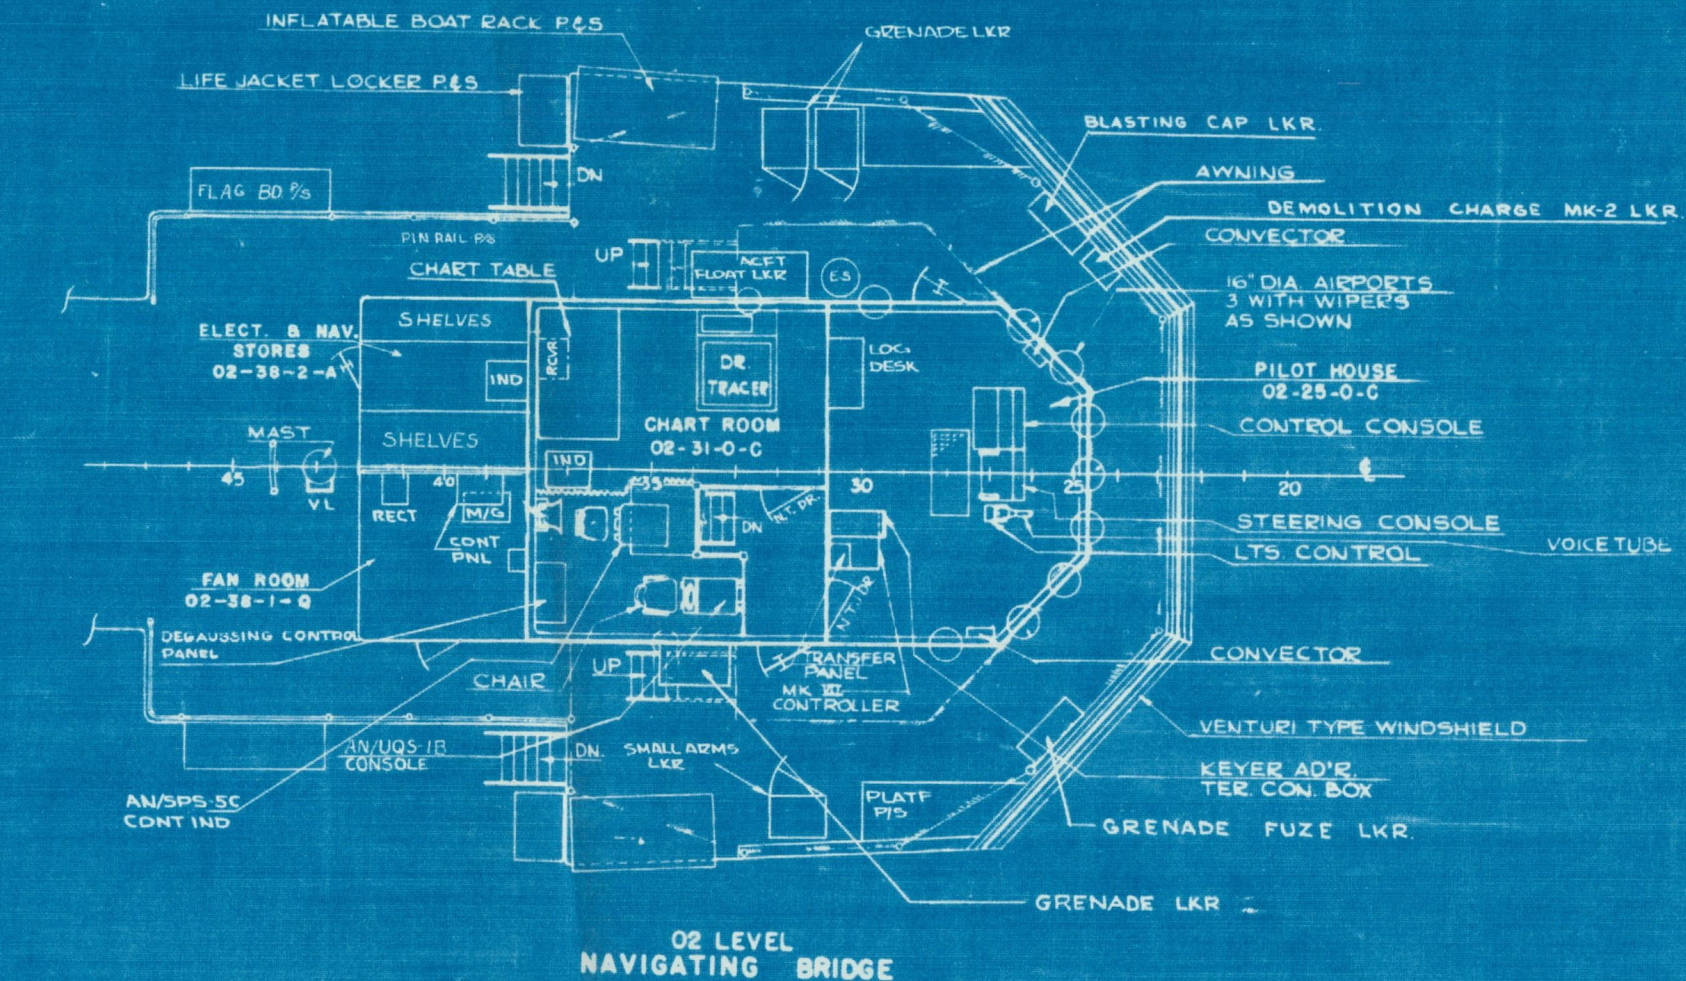 INFLATABLE BOAT RACK P.&S
GRENADE LKR
LIFE JACKET LOCKER P.&S
BLASTING CAP LKR.
AWNING
FLAG BD. P/S
DN
DEMOLITION CHARGE MK-2 LKR.
PIN RAIL P/S
CONVECTOR
UP
ACFT
FLOAT LKR
ES
CHART TABLE
16" DIA. AIRPORTS
3 WITH WIPERS
AS SHOWN
SHELVES
ELECT. & NAV.
STORES
02-38-2-A
IND
RCVR
DR.
TRACER
LOG
DESK
PILOT HOUSE
02-25-0-C
CHART ROOM
02-31-0-C
CONTROL CONSOLE
MAST
SHELVES
IND
45
40
35
30
25
20
VL
RECT
M/G
CONT
PNL
DN
N.T. DR.
STEERING CONSOLE
VOICE TUBE
LTS. CONTROL
FAN ROOM
02-38-1-Q
N.T. DR
DEGAUSSING CONTROL
PANEL
CONVECTOR
UP
CHAIR
TRANSFER
PANEL
MK VII
CONTROLLER
VENTURI TYPE WINDSHIELD
AN/UQS-1B
CONSOLE
DN.
SMALL ARMS
LKR
KEYER AD'R.
TER. CON. BOX
AN/SPS-5C
CONT IND
PLATF
P/S
GRENADE FUZE LKR.
GRENADE LKR
02 LEVEL
NAVIGATING BRIDGE